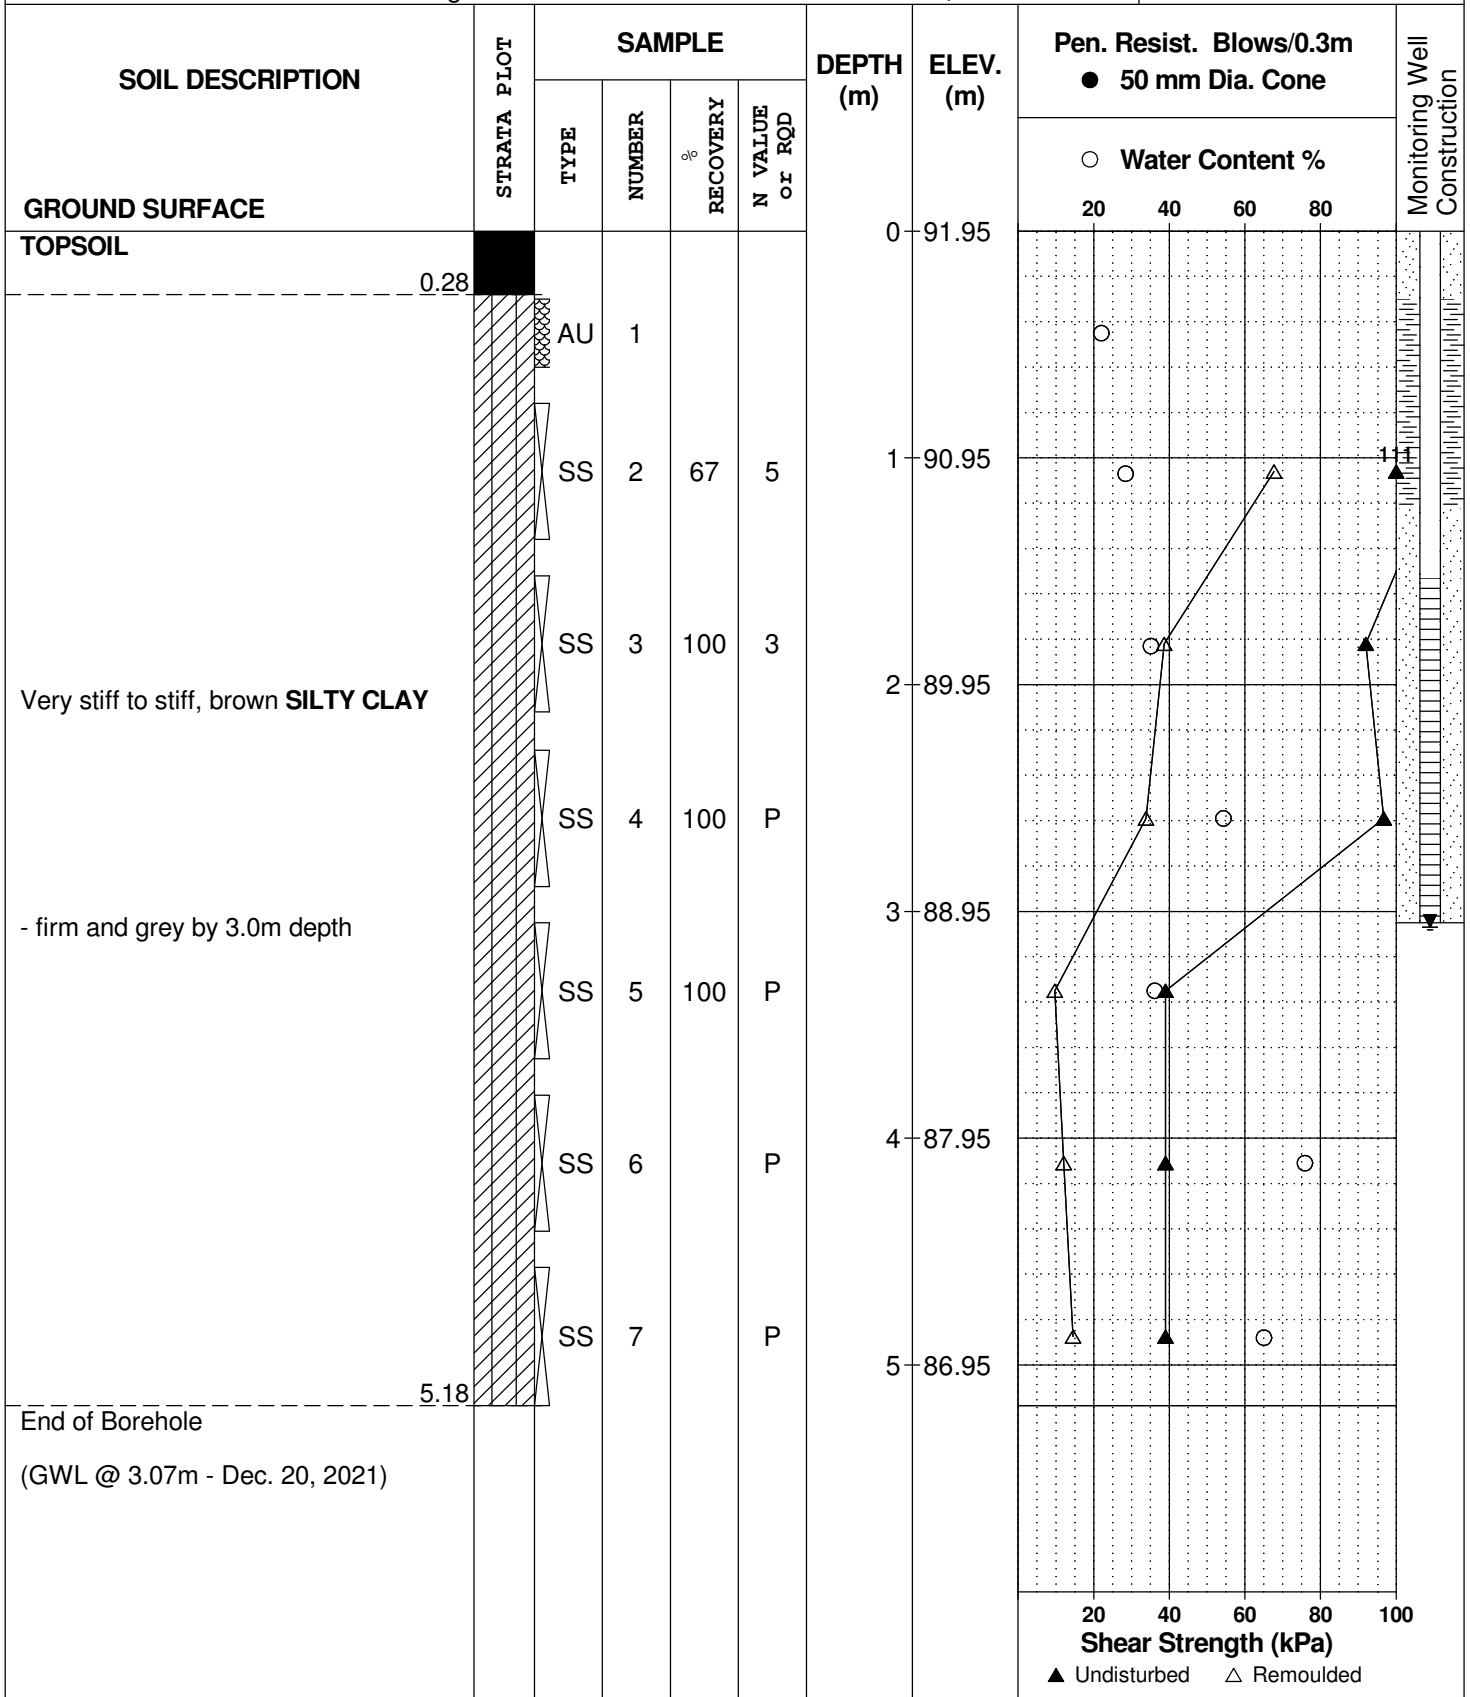 SOIL DESCRIPTION
GROUND SURFACE
STRATA PLOT
SAMPLE
TYPE
NUMBER
%
RECOVERY
N VALUE
or RQD
DEPTH
(m)
ELEV.
(m)
Pen. Resist. Blows/0.3m
● 50 mm Dia. Cone
○ Water Content %
20 40 60 80
Monitoring Well
Construction
TOPSOIL
0 91.95
0.28
AU 1
1 90.95
111
SS 2 67 5
SS 3 100 3
2 89.95
Very stiff to stiff, brown SILTY CLAY
SS 4 100 P
3 88.95
- firm and grey by 3.0m depth
SS 5 100 P
4 87.95
SS 6 P
SS 7 P
5 86.95
5.18
End of Borehole
(GWL @ 3.07m - Dec. 20, 2021)
20 40 60 80 100
Shear Strength (kPa)
▲ Undisturbed △ Remoulded